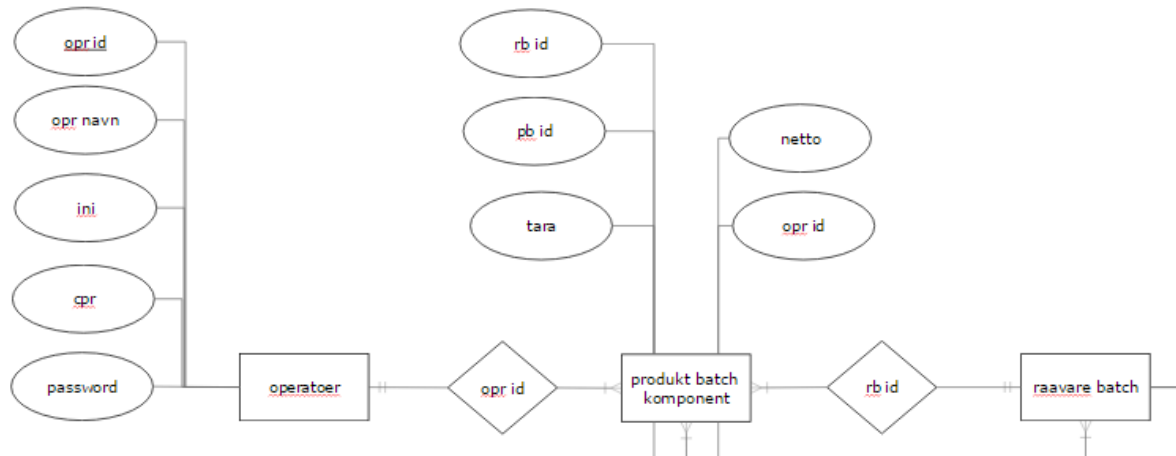 opr id
opr navn
ini
cpr
password
operatoer
opr id
rb id
pb id
tara
netto
opr id
produkt batch
komponent
rb id
raavare batch